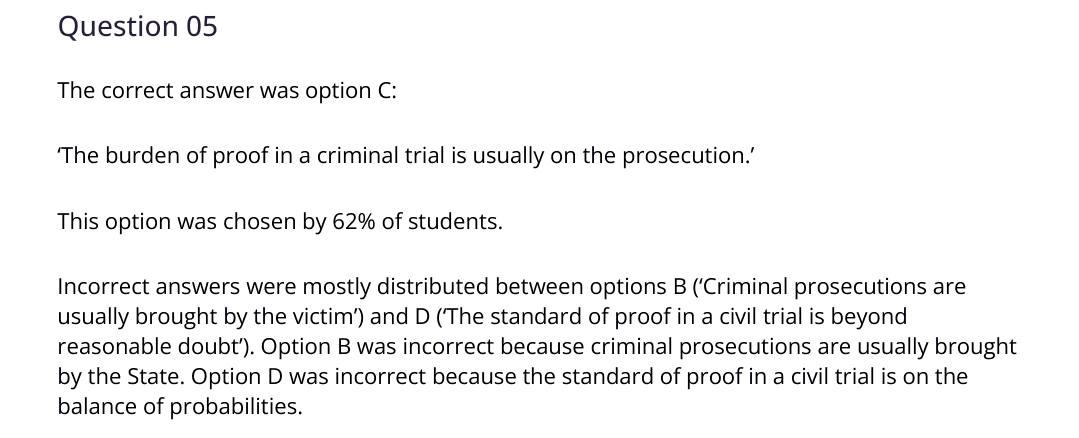 Question 05
The correct answer was option C:
‘The burden of proof in a criminal trial is usually on the prosecution.’
This option was chosen by 62% of students.
Incorrect answers were mostly distributed between options B (‘Criminal prosecutions are
usually brought by the victim’) and D (‘The standard of proof in a civil trial is beyond
reasonable doubt’). Option B was incorrect because criminal prosecutions are usually brought
by the State. Option D was incorrect because the standard of proof in a civil trial is on the
balance of probabilities.